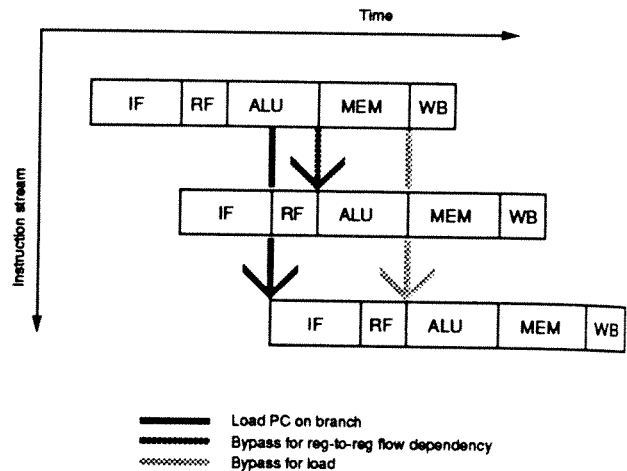 Time
Instruction stream
IF RF ALU MEM WB
IF RF ALU MEM WB
IF RF ALU MEM WB
Load PC on branch
Bypass for reg-to-reg flow dependency
Bypass for load